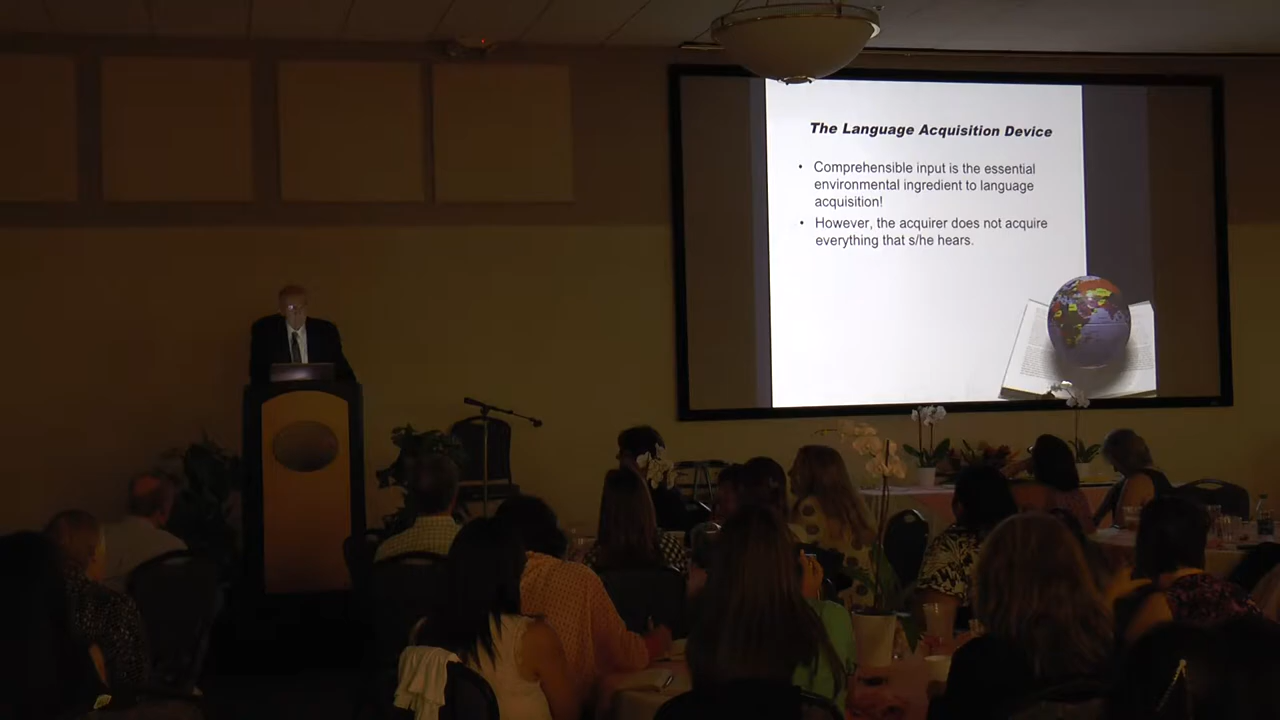 The Language Acquisition Device
• Comprehensible input is the essential
environmental ingredient to language
acquisition!
• However, the acquirer does not acquire
everything that s/he hears.